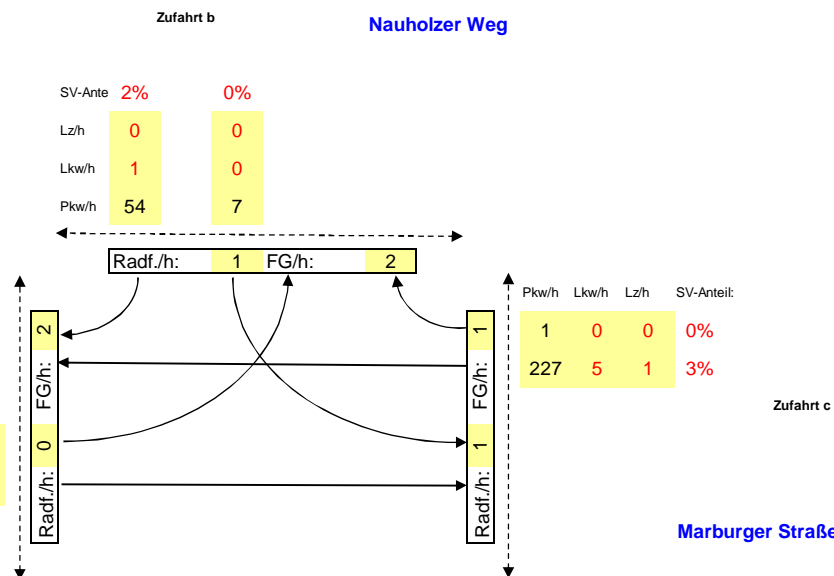 Zufahrt b
Nauholzer Weg
SV-Ante 2% 0%
Lz/h 0 0
Lkw/h 1 0
Pkw/h 54 7
Radf./h: 1 FG/h: 2
Pkw/h Lkw/h Lz/h SV-Anteil:
1 0 0 0%
227 5 1 3%
Zufahrt c
Radf./h: 0 FG/h: 2
Radf./h: 1 FG/h: 1
Marburger Straße